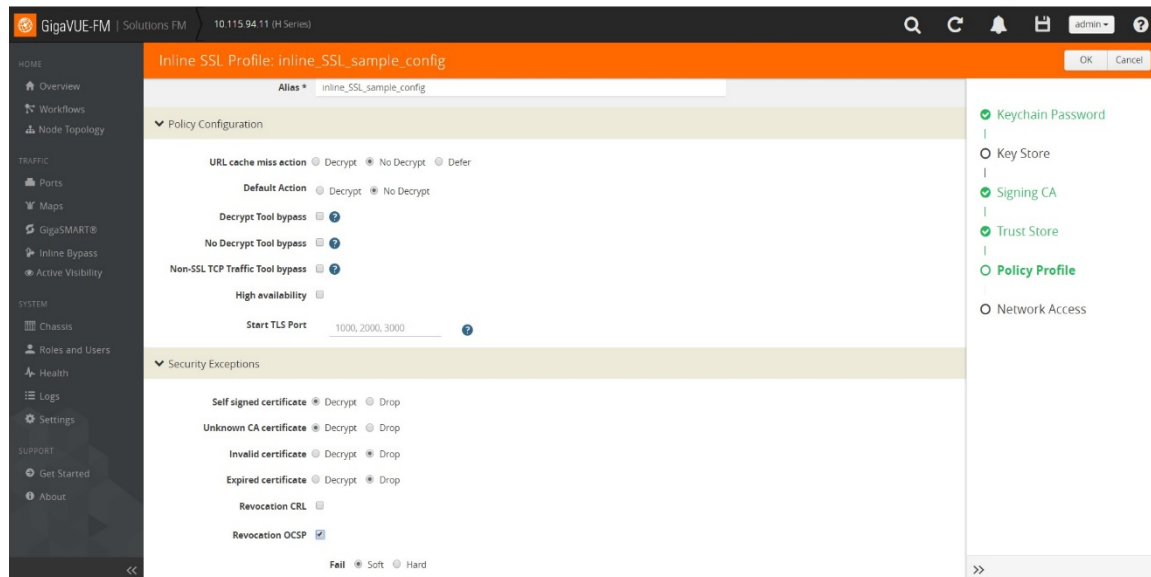 GigaVUE-FM | Solutions FM
10.115.94.11 (H Series)
admin
?
HOME
Overview
Workflows
Node Topology
TRAFFIC
Ports
Maps
GigaSMART®
Inline Bypass
Active Visibility
SYSTEM
Chassis
Roles and Users
Health
Logs
Settings
SUPPORT
Get Started
About
<<
Inline SSL Profile: inline_SSL_sample_config
OK
Cancel
Alias * inline_SSL_sample_config
Policy Configuration
URL cache miss action Decrypt No Decrypt Defer
Default Action Decrypt No Decrypt
Decrypt Tool bypass ?
No Decrypt Tool bypass ?
Non-SSL TCP Traffic Tool bypass ?
High availability
Start TLS Port 1000, 2000, 3000 ?
Security Exceptions
Self signed certificate Decrypt Drop
Unknown CA certificate Decrypt Drop
Invalid certificate Decrypt Drop
Expired certificate Decrypt Drop
Revocation CRL
Revocation OCSP
Fail Soft Hard
Keychain Password
Key Store
Signing CA
Trust Store
Policy Profile
Network Access
>>